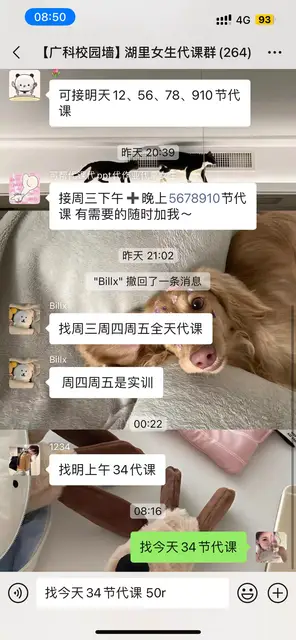 08:50
4G 93
【广科校园墙】湖里女生代课群 (264)
可接明天12、56、78、910节代
课
昨天 20:39
接周三下午➕晚上5678910节代
课 有需要的随时加我～
昨天 21:02
"Billx" 撤回了一条消息
Billx
找周三周四周五全天代课
Billx
周四周五是实训
00:22
1234
找明上午34代课
08:16
找今天34节代课
找今天34节代课 50r